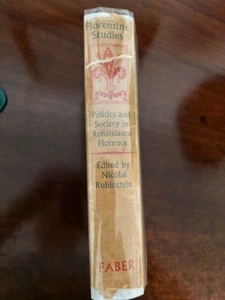 Florentine
Studies
Politics and
Society in
Renaissance
Florence
Edited by
Nicolai
Rubinstein
FABER